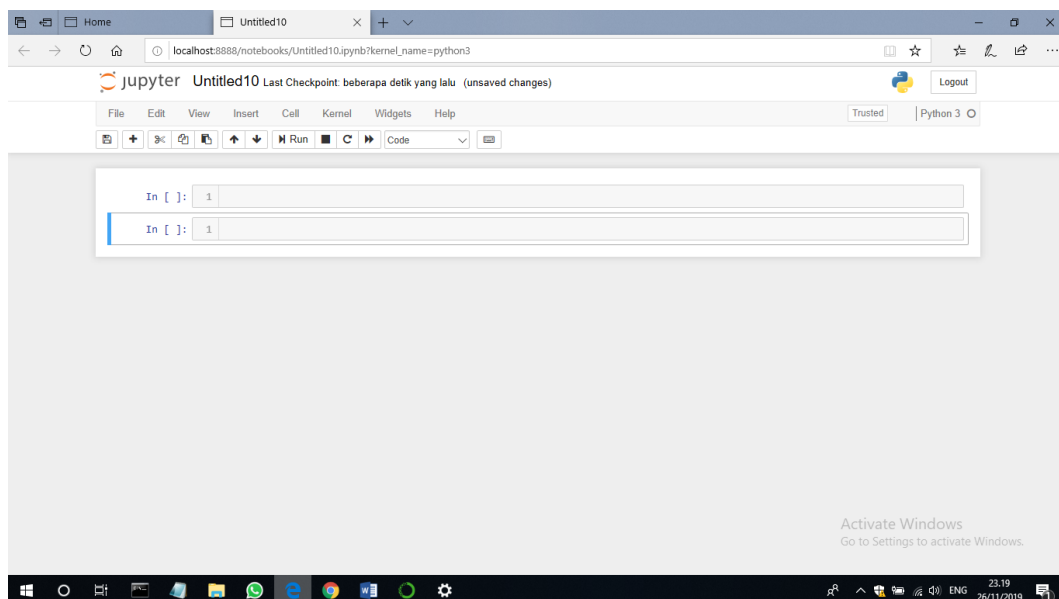 Home Untitled10
localhost:8888/notebooks/Untitled10.ipynb?kernel_name=python3
jupyter Untitled10 Last Checkpoint: beberapa detik yang lalu (unsaved changes) Logout
File Edit View Insert Cell Kernel Widgets Help Trusted Python 3
Run Code
In [ ]: 1
In [ ]: 1
Activate Windows
Go to Settings to activate Windows.
ENG 23.19
26/11/2019